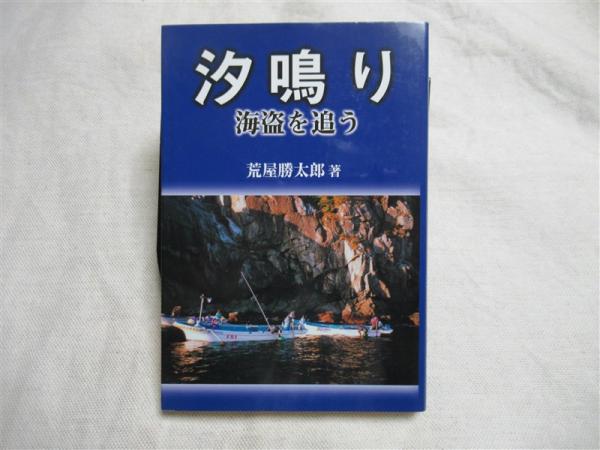 汐鳴り
海盗を追う
荒屋勝太郎 著